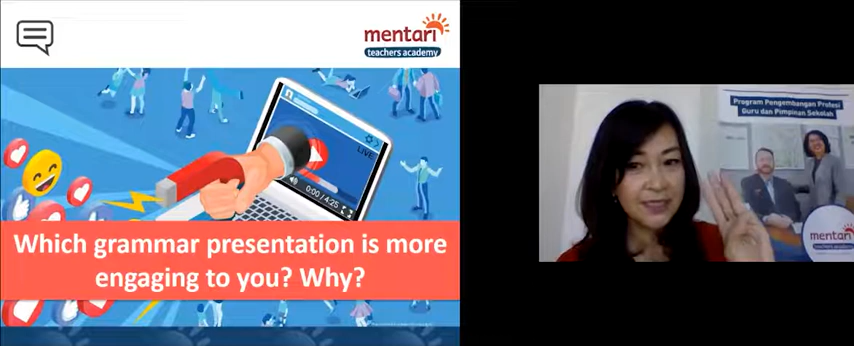 mentari
teachers academy
LIVE
0:00 / 4:25
Which grammar presentation is more
engaging to you? Why?
Program Pengembangan Profesi
Guru dan Pimpinan Sekolah
mentari
teachers academy